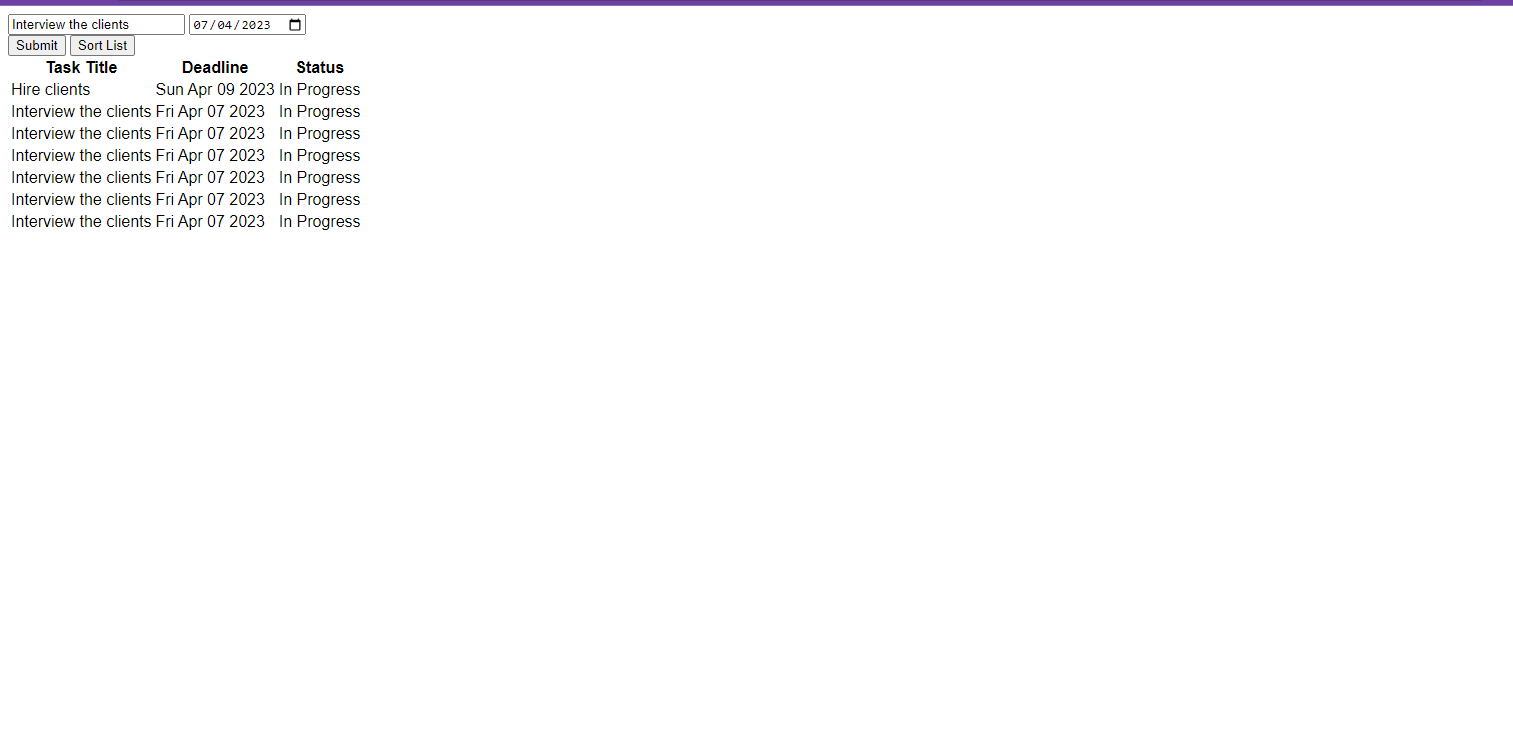 Interview the clients 07/04/2023
Submit Sort List
Task Title Deadline Status
Hire clients Sun Apr 09 2023 In Progress
Interview the clients Fri Apr 07 2023 In Progress
Interview the clients Fri Apr 07 2023 In Progress
Interview the clients Fri Apr 07 2023 In Progress
Interview the clients Fri Apr 07 2023 In Progress
Interview the clients Fri Apr 07 2023 In Progress
Interview the clients Fri Apr 07 2023 In Progress